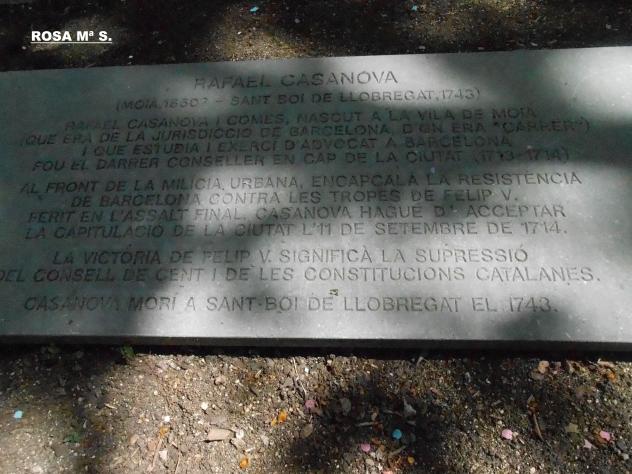 ROSA Mª S.
RAFAEL CASANOVA
(MOIÀ, 1660? - SANT BOI DE LLOBREGAT, 1743)
RAFAEL CASANOVA I COMES, NASCUT A LA VILA DE MOIÀ
(QUE ERA DE LA JURISDICCIÓ DE BARCELONA, D'ON ERA "CARRER")
I QUE ESTUDIÀ I EXERCÍ D'ADVOCAT A BARCELONA,
FOU EL DARRER CONSELLER EN CAP DE LA CIUTAT (1713-1714)
AL FRONT DE LA MILÍCIA URBANA, ENCAPÇALÀ LA RESISTÈNCIA
DE BARCELONA CONTRA LES TROPES DE FELIP V.
FERIT EN L'ASSALT FINAL, CASANOVA HAGUÉ D'ACCEPTAR
LA CAPITULACIÓ DE LA CIUTAT L'11 DE SETEMBRE DE 1714.
LA VICTÒRIA DE FELIP V SIGNIFICÀ LA SUPRESSIÓ
DEL CONSELL DE CENT I DE LES CONSTITUCIONS CATALANES.
CASANOVA MORÍ A SANT BOI DE LLOBREGAT EL 1743.